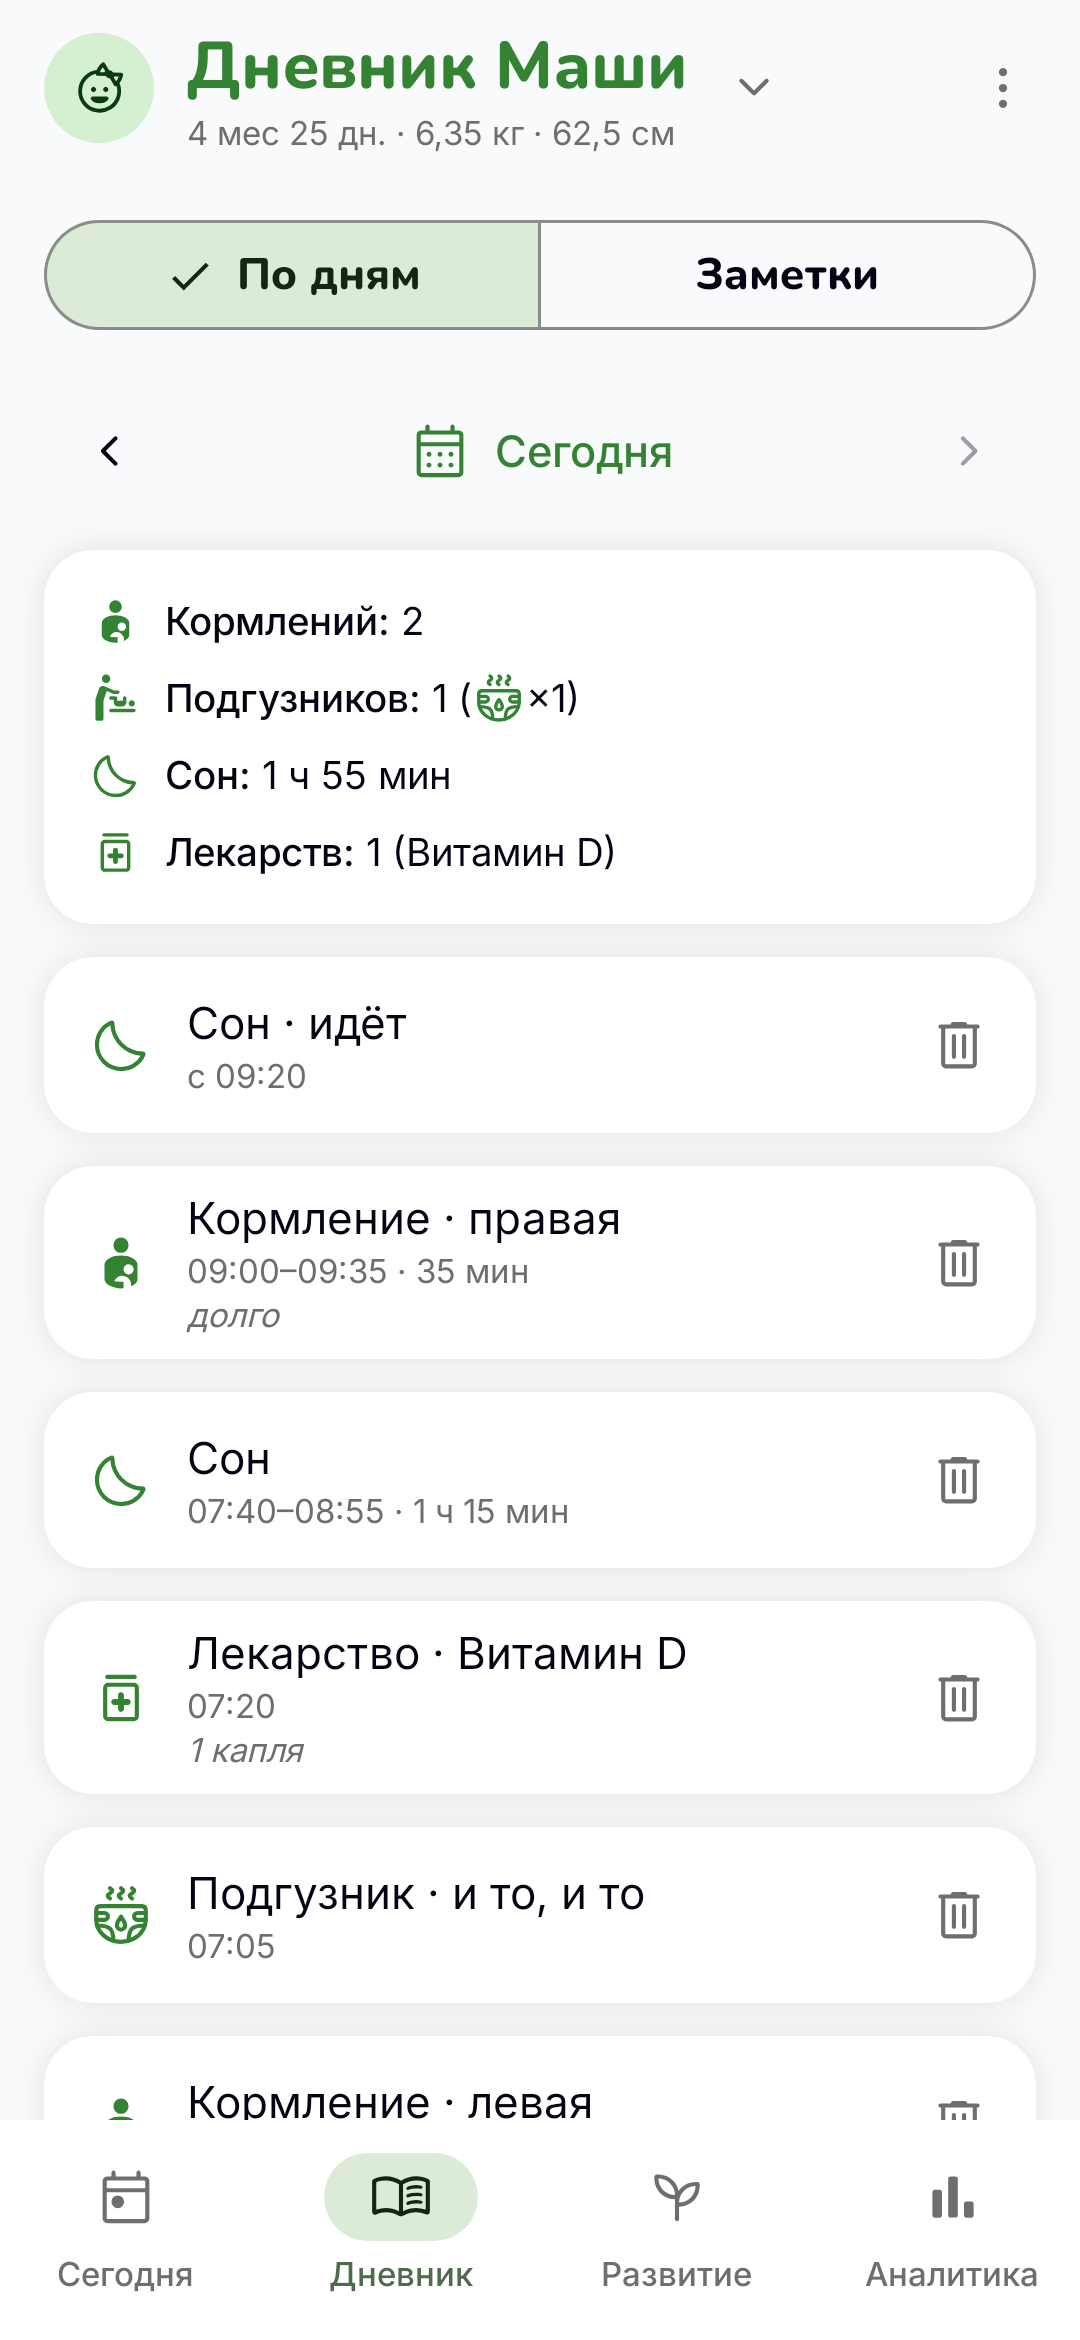 Дневник Маши
4 мес 25 дн. · 6,35 кг · 62,5 см
По дням
Заметки
Сегодня
Кормлений: 2
Подгузников: 1 (×1)
Сон: 1 ч 55 мин
Лекарств: 1 (Витамин D)
Сон · идёт
с 09:20
Кормление · правая
09:00–09:35 · 35 мин
долго
Сон
07:40–08:55 · 1 ч 15 мин
Лекарство · Витамин D
07:20
1 капля
Подгузник · и то, и то
07:05
Кормление · левая
Сегодня
Дневник
Развитие
Аналитика